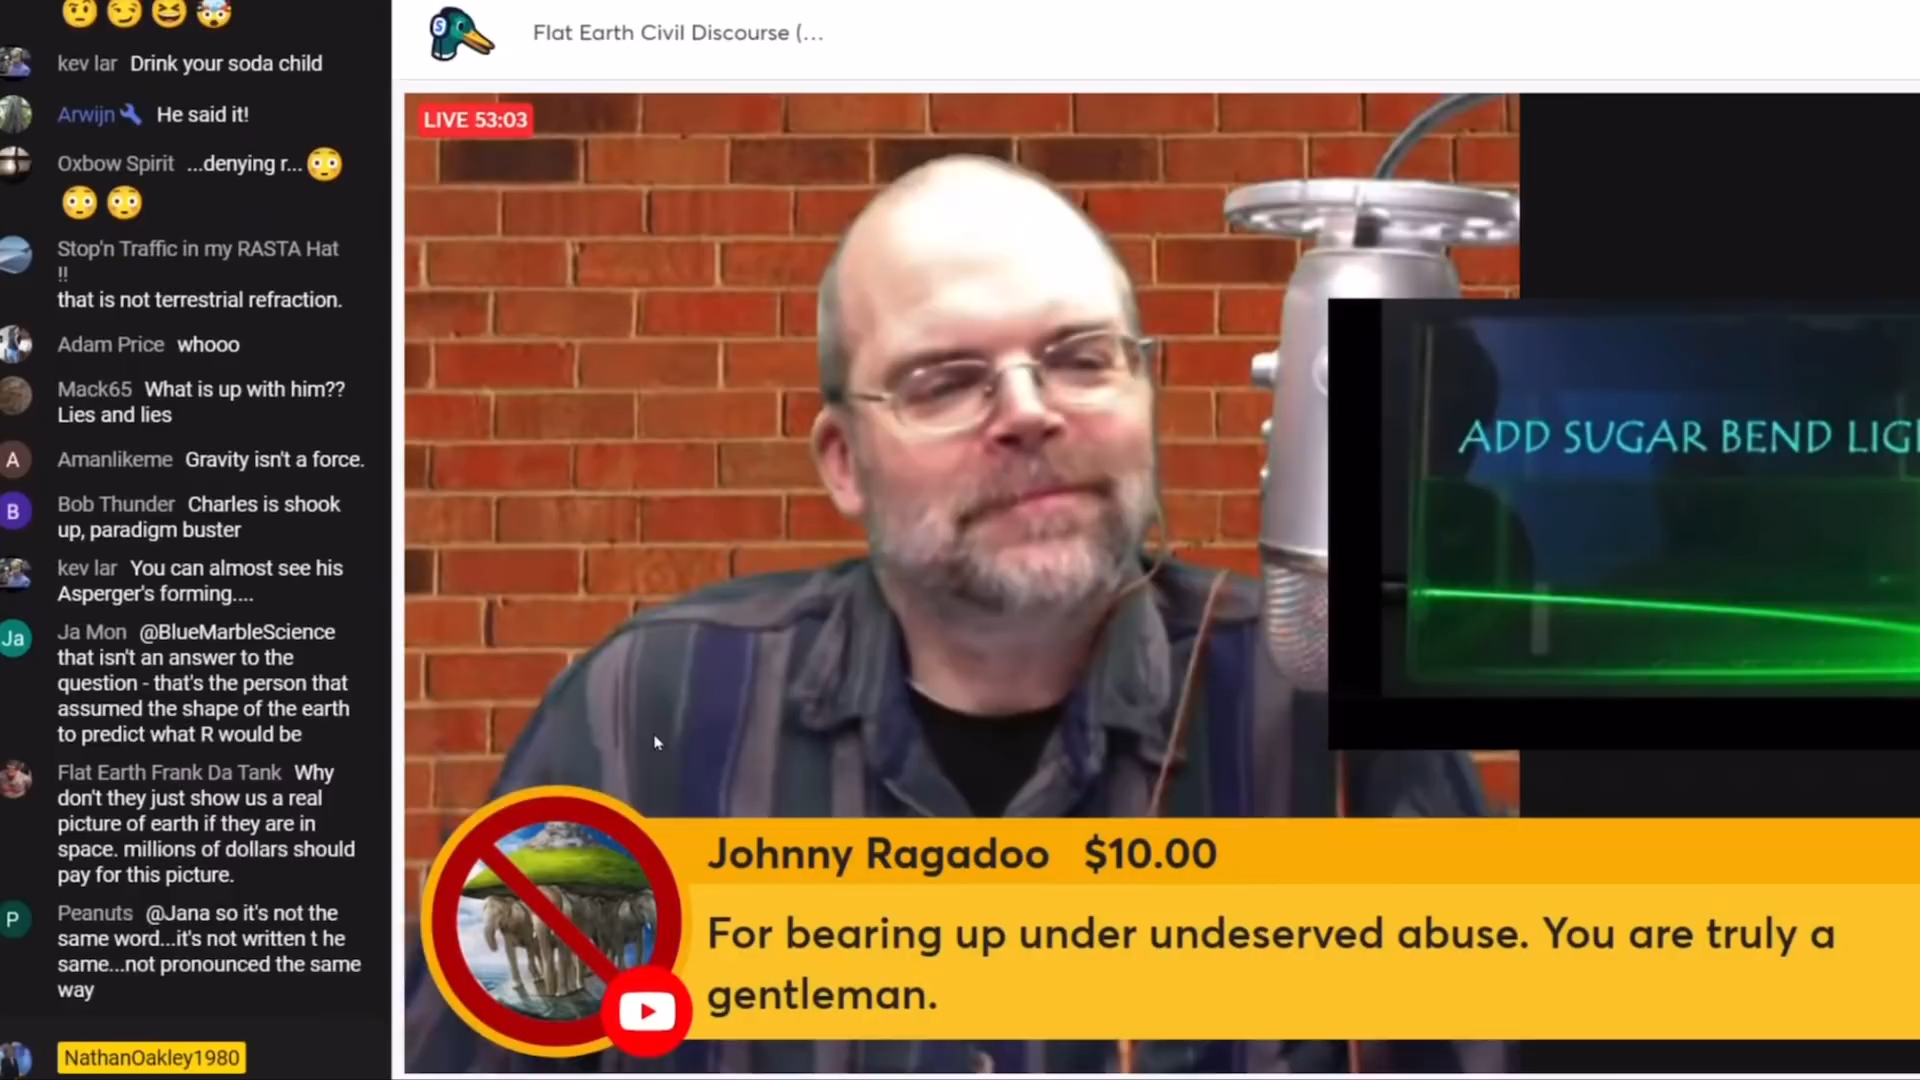 kev lar Drink your soda child
Arwijn He said it!
Oxbow Spirit ...denying r...
Stop'n Traffic in my RASTA Hat
!!
that is not terrestrial refraction.
Adam Price whooo
Mack65 What is up with him??
Lies and lies
A
Amanlikeme Gravity isn't a force.
B
Bob Thunder Charles is shook
up, paradigm buster
kev lar You can almost see his
Asperger's forming....
Ja
Ja Mon @BlueMarbleScience
that isn't an answer to the
question - that's the person that
assumed the shape of the earth
to predict what R would be
Flat Earth Frank Da Tank Why
don't they just show us a real
picture of earth if they are in
space. millions of dollars should
pay for this picture.
P
Peanuts @Jana so it's not the
same word...it's not written t he
same...not pronounced the same
way
NathanOakley1980
S
Flat Earth Civil Discourse (...
LIVE 53:03
ADD SUGAR BEND LIG
Johnny Ragadoo $10.00
For bearing up under undeserved abuse. You are truly a
gentleman.